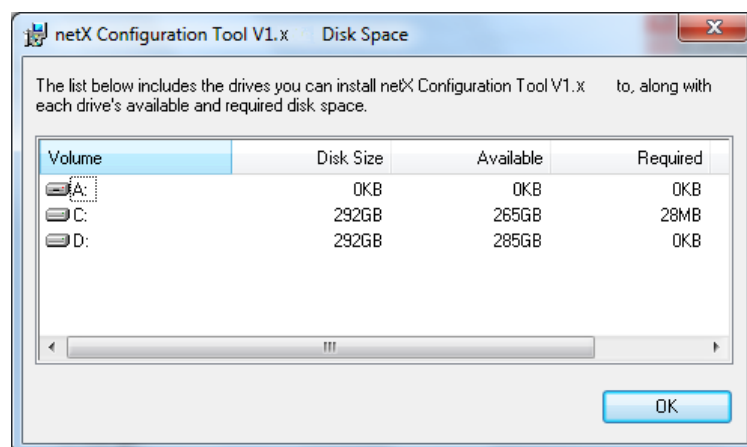 netX Configuration Tool V1.x Disk Space
The list below includes the drives you can install netX Configuration Tool V1.x to, along with
each drive's available and required disk space.
Volume Disk Size Available Required
A: 0KB 0KB 0KB
C: 292GB 265GB 28MB
D: 292GB 285GB 0KB
OK